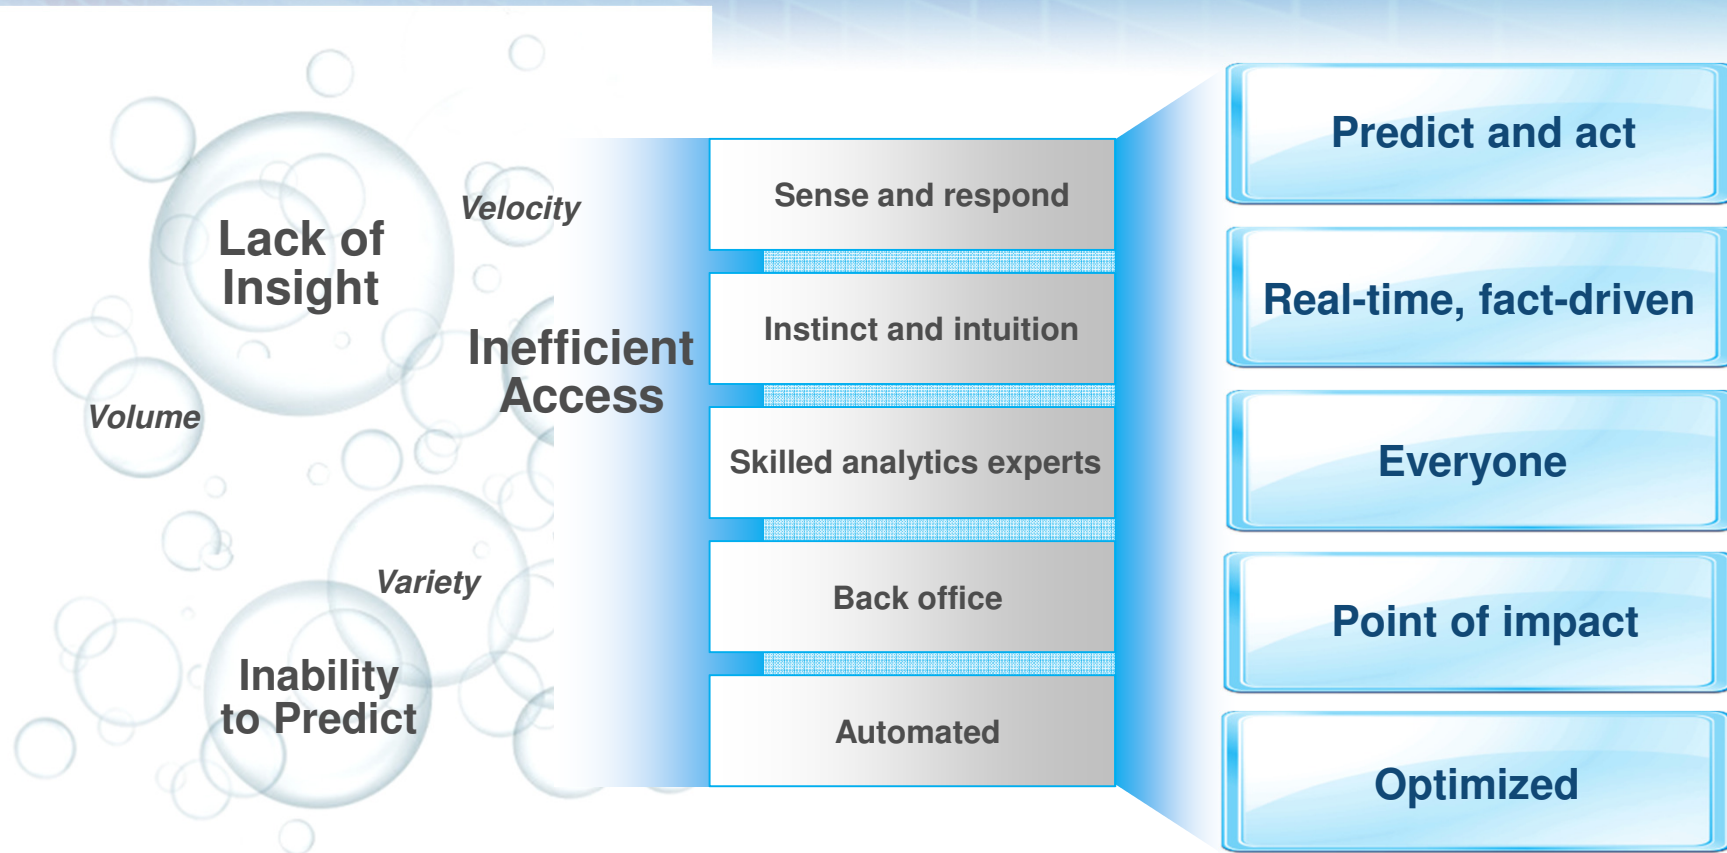 Lack of
Insight
Velocity
Inefficient
Access
Volume
Variety
Inability
to Predict
Sense and respond
Instinct and intuition
Skilled analytics experts
Back office
Automated
Predict and act
Real-time, fact-driven
Everyone
Point of impact
Optimized